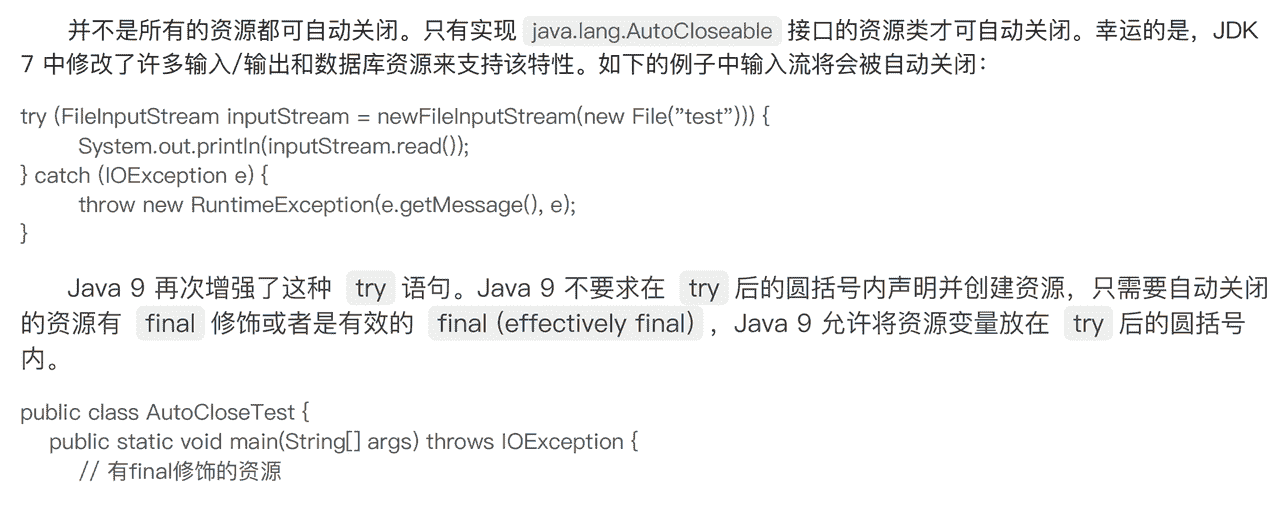 并不是所有的资源都可自动关闭。只有实现 java.lang.AutoCloseable 接口的资源类才可自动关闭。幸运的是，JDK
7 中修改了许多输入/输出和数据库资源来支持该特性。如下的例子中输入流将会被自动关闭：
try (FileInputStream inputStream = newFileInputStream(new File(”test”))) {
System.out.println(inputStream.read());
} catch (IOException e) {
throw new RuntimeException(e.getMessage(), e);
}
Java 9 再次增强了这种 try 语句。Java 9 不要求在 try 后的圆括号内声明并创建资源，只需要自动关闭
的资源有 final 修饰或者是有效的 final (effectively final) ，Java 9 允许将资源变量放在 try 后的圆括号
内。
public class AutoCloseTest {
public static void main(String[] args) throws IOException {
// 有final修饰的资源